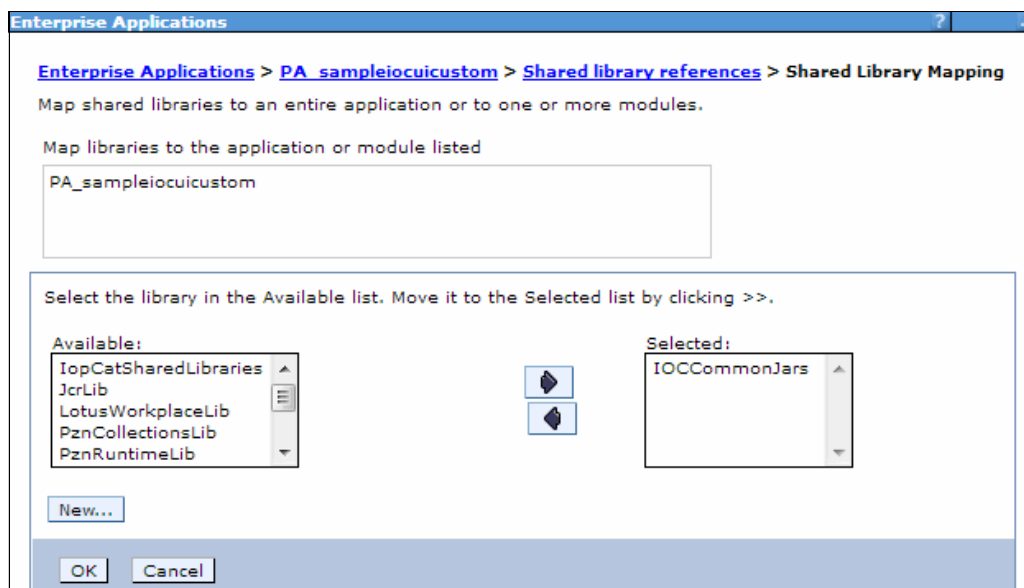 Enterprise Applications ?
Enterprise Applications > PA_sampleiocuicustom > Shared library references > Shared Library Mapping
Map shared libraries to an entire application or to one or more modules.
Map libraries to the application or module listed
PA_sampleiocuicustom
Select the library in the Available list. Move it to the Selected list by clicking >>.
Available:
IopCatSharedLibraries
JcrLib
LotusWorkplaceLib
PznCollectionsLib
PznRuntimeLib
Selected:
IOCCommonJars
New...
OK Cancel